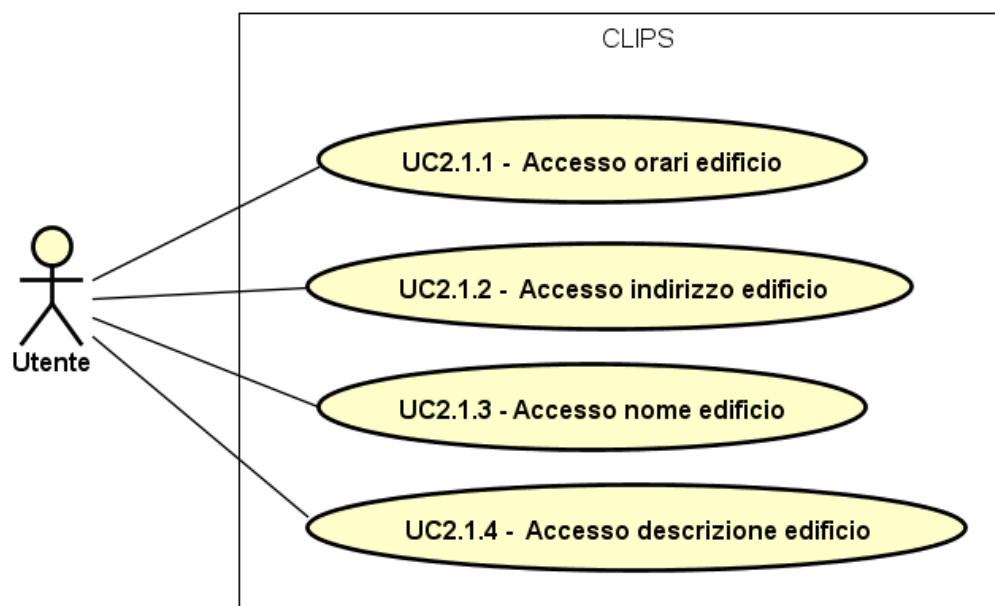 CLIPS
UC2.1.1 - Accesso orari edificio
UC2.1.2 - Accesso indirizzo edificio
Utente
UC2.1.3 - Accesso nome edificio
UC2.1.4 - Accesso descrizione edificio